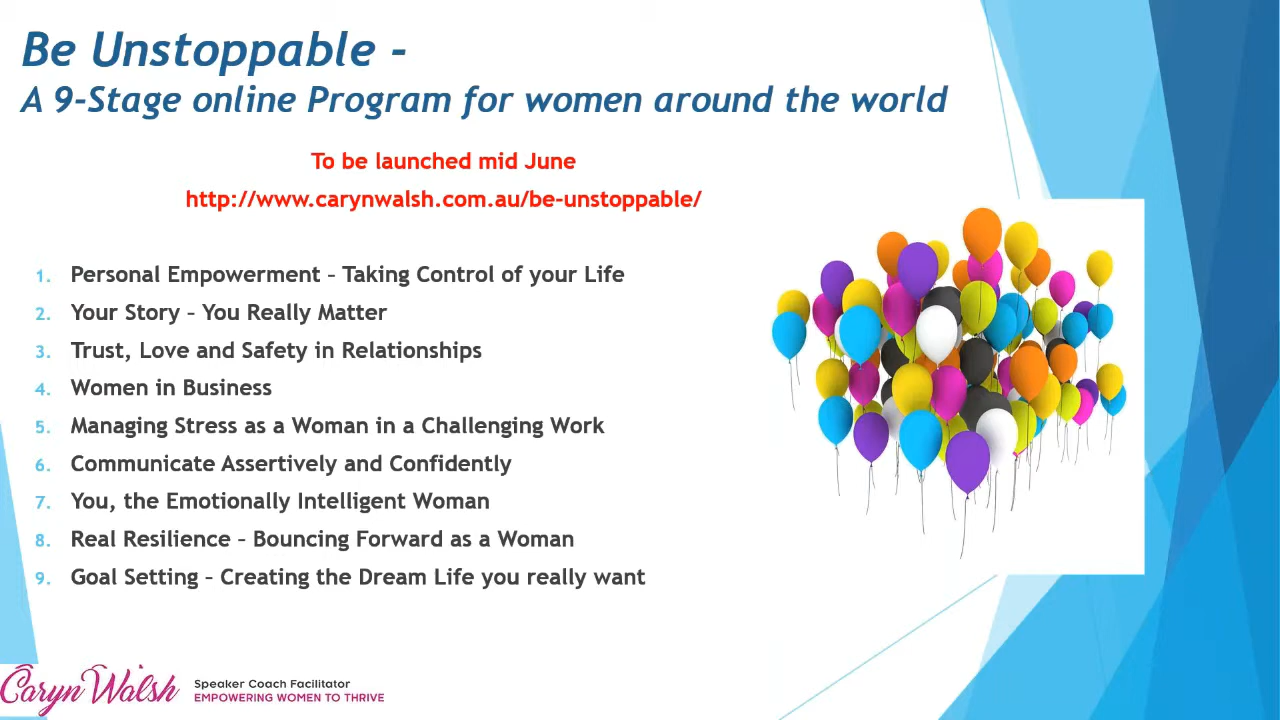 Be Unstoppable -
A 9-Stage online Program for women around the world
To be launched mid June
http://www.carynwalsh.com.au/be-unstoppable/
1. Personal Empowerment – Taking Control of your Life
2. Your Story – You Really Matter
3. Trust, Love and Safety in Relationships
4. Women in Business
5. Managing Stress as a Woman in a Challenging Work
6. Communicate Assertively and Confidently
7. You, the Emotionally Intelligent Woman
8. Real Resilience – Bouncing Forward as a Woman
9. Goal Setting – Creating the Dream Life you really want
Caryn Walsh
Speaker Coach Facilitator
EMPOWERING WOMEN TO THRIVE